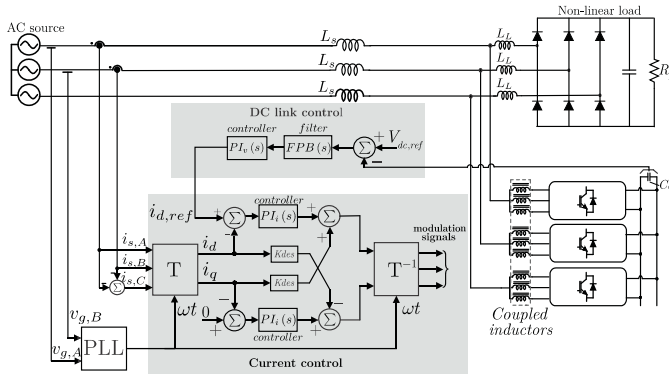 AC source
L_s
L_s
L_s
L_L
L_L
L_L
Non-linear load
R
DC link control
controller
filter
PI_v(s)
FPB(s)
Σ
+
−
V_dc,ref
C
Coupled
inductors
i_d,ref
+
−
Σ
controller
PI_i(s)
+
+
Σ
modulation
signals
i_s,A
i_s,B
i_s,C
-
-
Σ
T
i_d
i_q
Kdes
Kdes
T⁻¹
ωt
ωt
0
−
+
Σ
PI_i(s)
controller
−
+
Σ
v_g,B
v_g,A
PLL
Current control